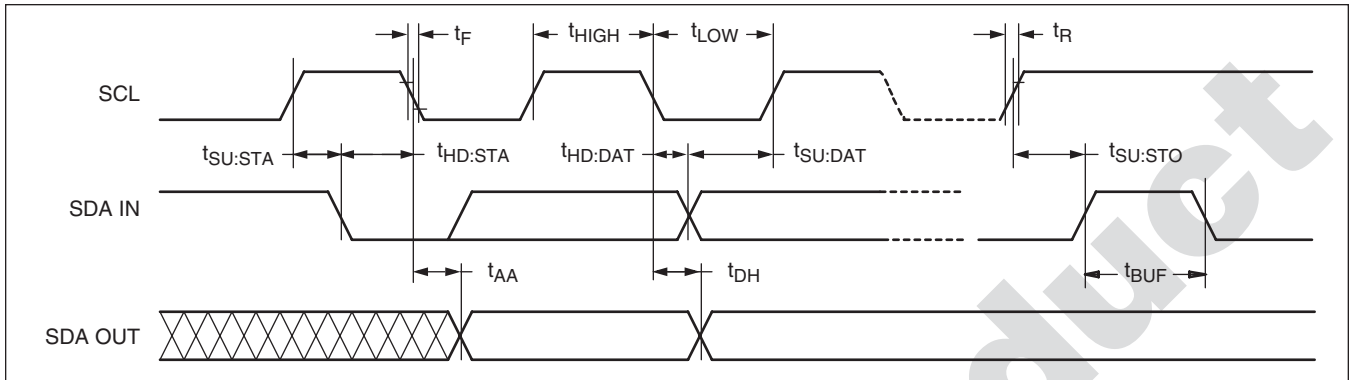 tF
tHIGH
tLOW
tR
SCL
tSU:STA
tHD:STA
tHD:DAT
tSU:DAT
tSU:STO
SDA IN
tAA
tDH
tBUF
SDA OUT
duct